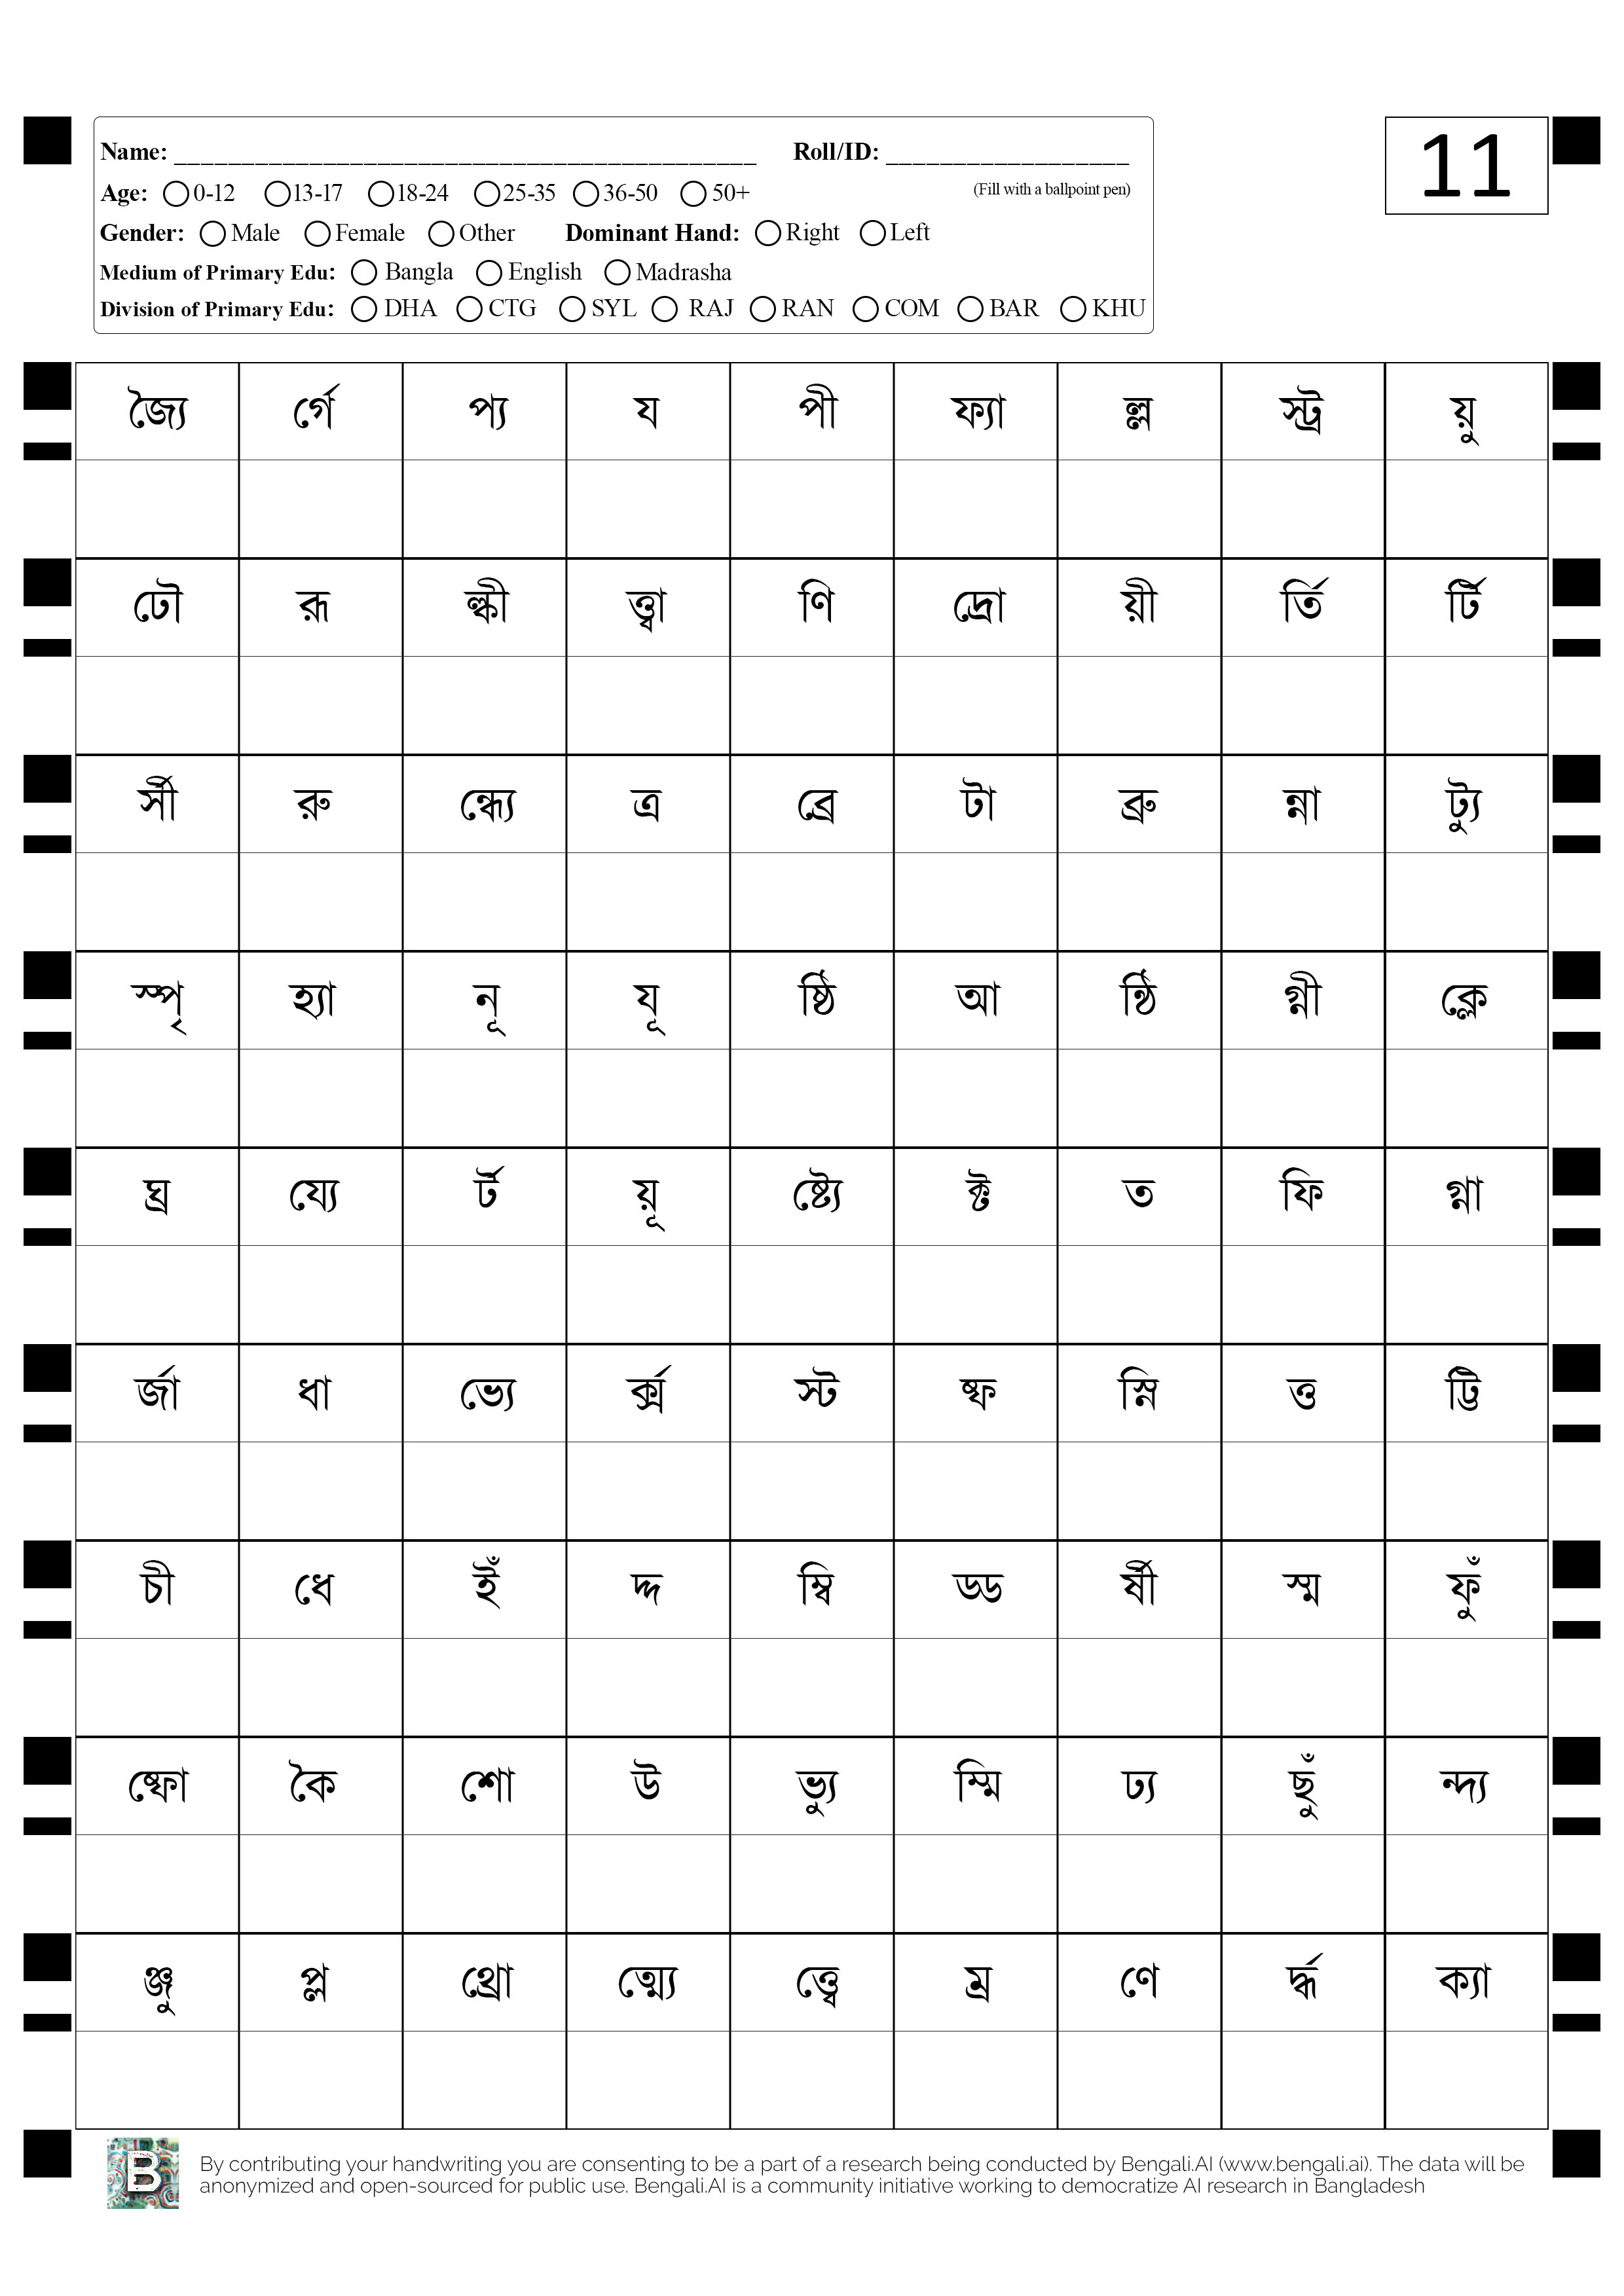 Name: ___________________________________________ Roll/ID: __________________
11
Age: 0-12 13-17 18-24 25-35 36-50 50+ (Fill with a ballpoint pen)
Gender: Male Female Other Dominant Hand: Right Left
Medium of Primary Edu: Bangla English Madrasha
Division of Primary Edu: DHA CTG SYL RAJ RAN COM BAR KHU
জ্যৈ র্গে প্য য পী ফ্যা ল্ল স্ট্র য়ু
ঢৌ রূ ল্কী ত্ত্বা ণি দ্রো য়ী র্তি র্টি
র্সী রু ন্ধ্যে ত্র ব্রে টা ব্রু ন্না ট্যু
স্পৃ হ্যা নূ যূ ষ্ঠি আ ন্ঠি গ্নী ক্লে
ঘ্র য্যে র্ট য়ূ ষ্ট্যে ক্ট ত ফি গ্না
র্জা ধা ভ্যে র্ক্স স্ট ষ্ফ স্নি ত্ত ট্টি
চী ধে ইঁ দ্দ ম্বি ড্ড র্ষী স্ম ফুঁ
ষ্ফো কৈ শো উ ভ্যু ম্মি ঢ্য ছুঁ ন্দ্য
ঞ্জু প্ল থ্রো ত্ম্যে ত্ত্বে ম্র ণে র্দ্ধ ক্যা
B By contributing your handwriting you are consenting to be a part of a research being conducted by Bengali.AI (www.bengali.ai). The data will be
anonymized and open-sourced for public use. Bengali.AI is a community initiative working to democratize AI research in Bangladesh